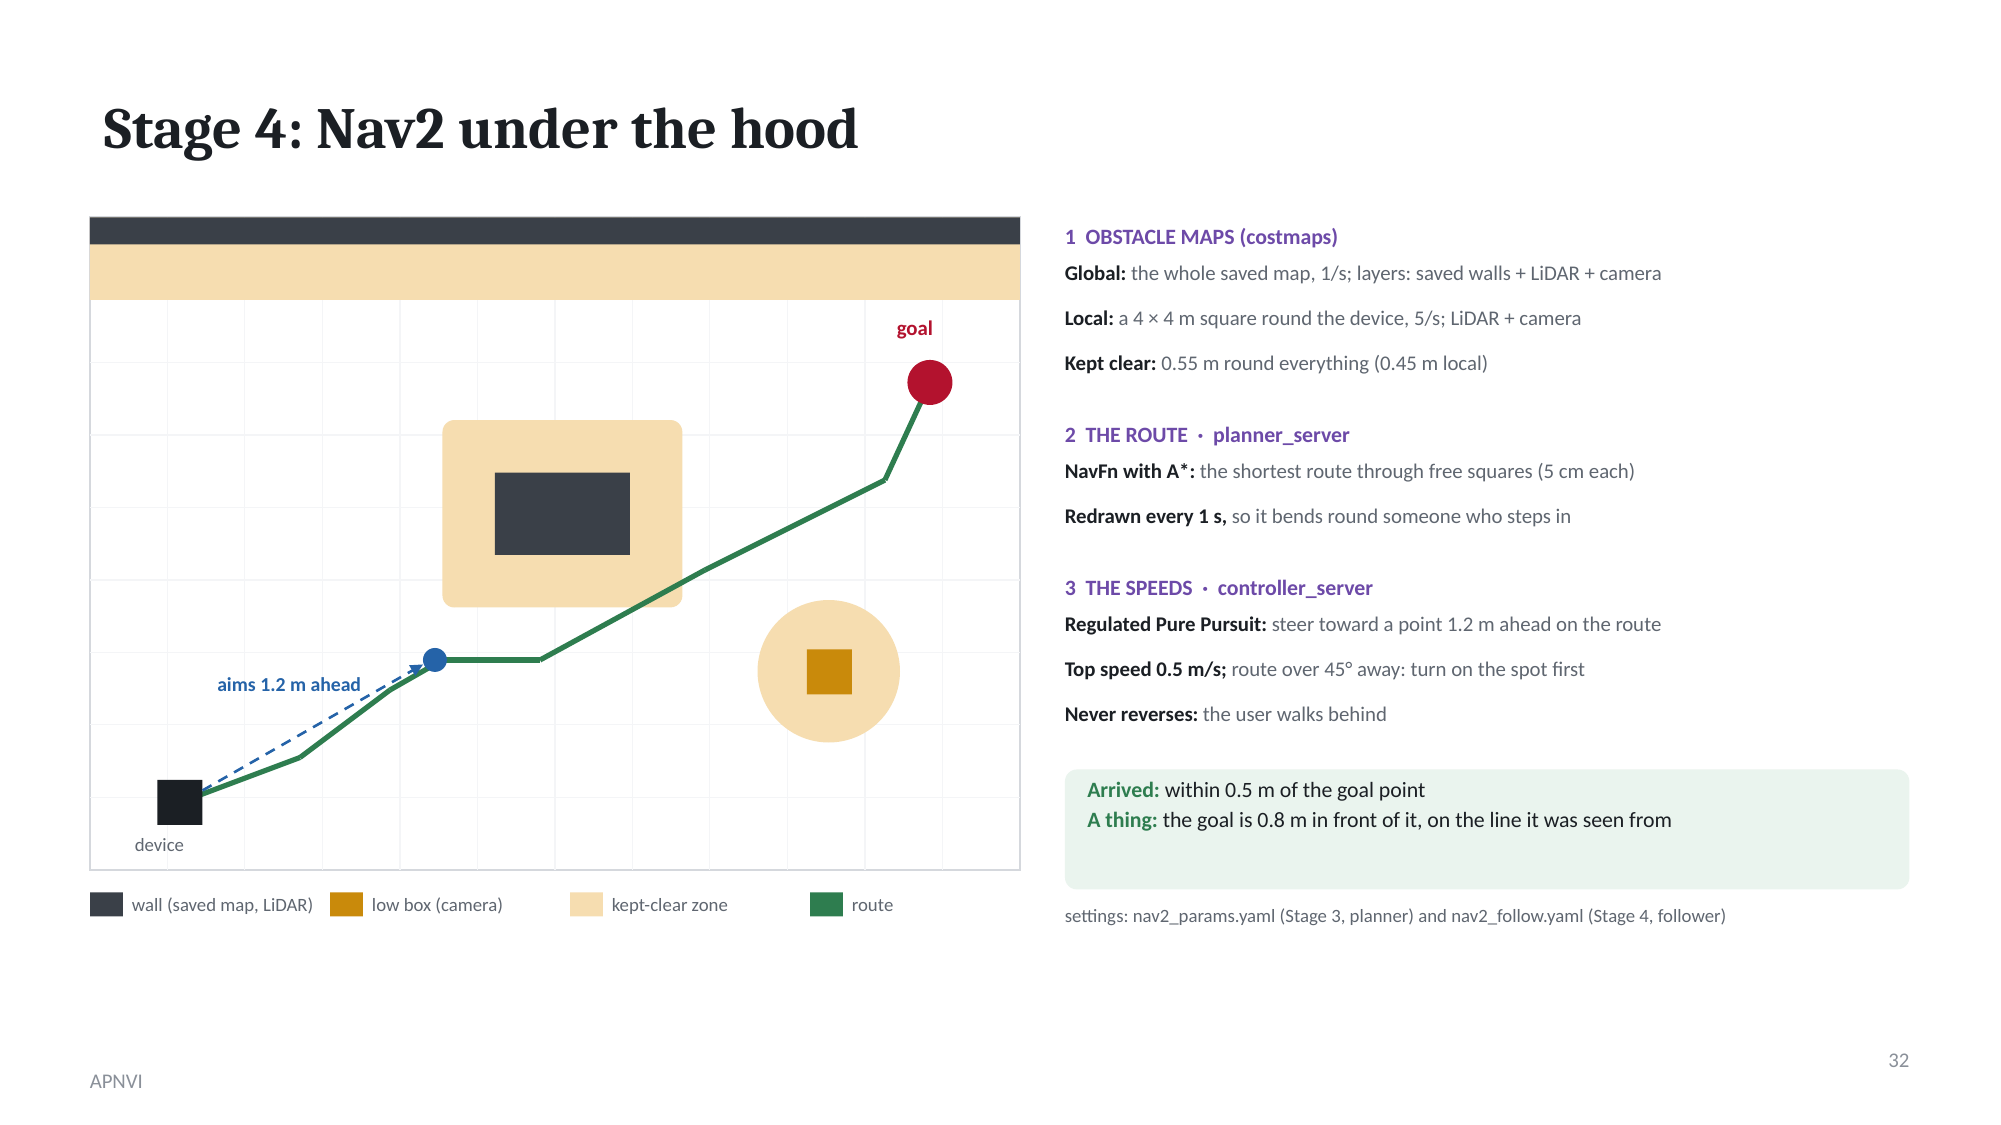 Stage 4: Nav2 under the hood
goal
aims 1.2 m ahead
device
wall (saved map, LiDAR)
low box (camera)
kept-clear zone
route
1 OBSTACLE MAPS (costmaps)
Global: the whole saved map, 1/s; layers: saved walls + LiDAR + camera
Local: a 4 × 4 m square round the device, 5/s; LiDAR + camera
Kept clear: 0.55 m round everything (0.45 m local)
2 THE ROUTE · planner_server
NavFn with A*: the shortest route through free squares (5 cm each)
Redrawn every 1 s, so it bends round someone who steps in
3 THE SPEEDS · controller_server
Regulated Pure Pursuit: steer toward a point 1.2 m ahead on the route
Top speed 0.5 m/s; route over 45° away: turn on the spot first
Never reverses: the user walks behind
Arrived: within 0.5 m of the goal point
A thing: the goal is 0.8 m in front of it, on the line it was seen from
settings: nav2_params.yaml (Stage 3, planner) and nav2_follow.yaml (Stage 4, follower)
APNVI
32